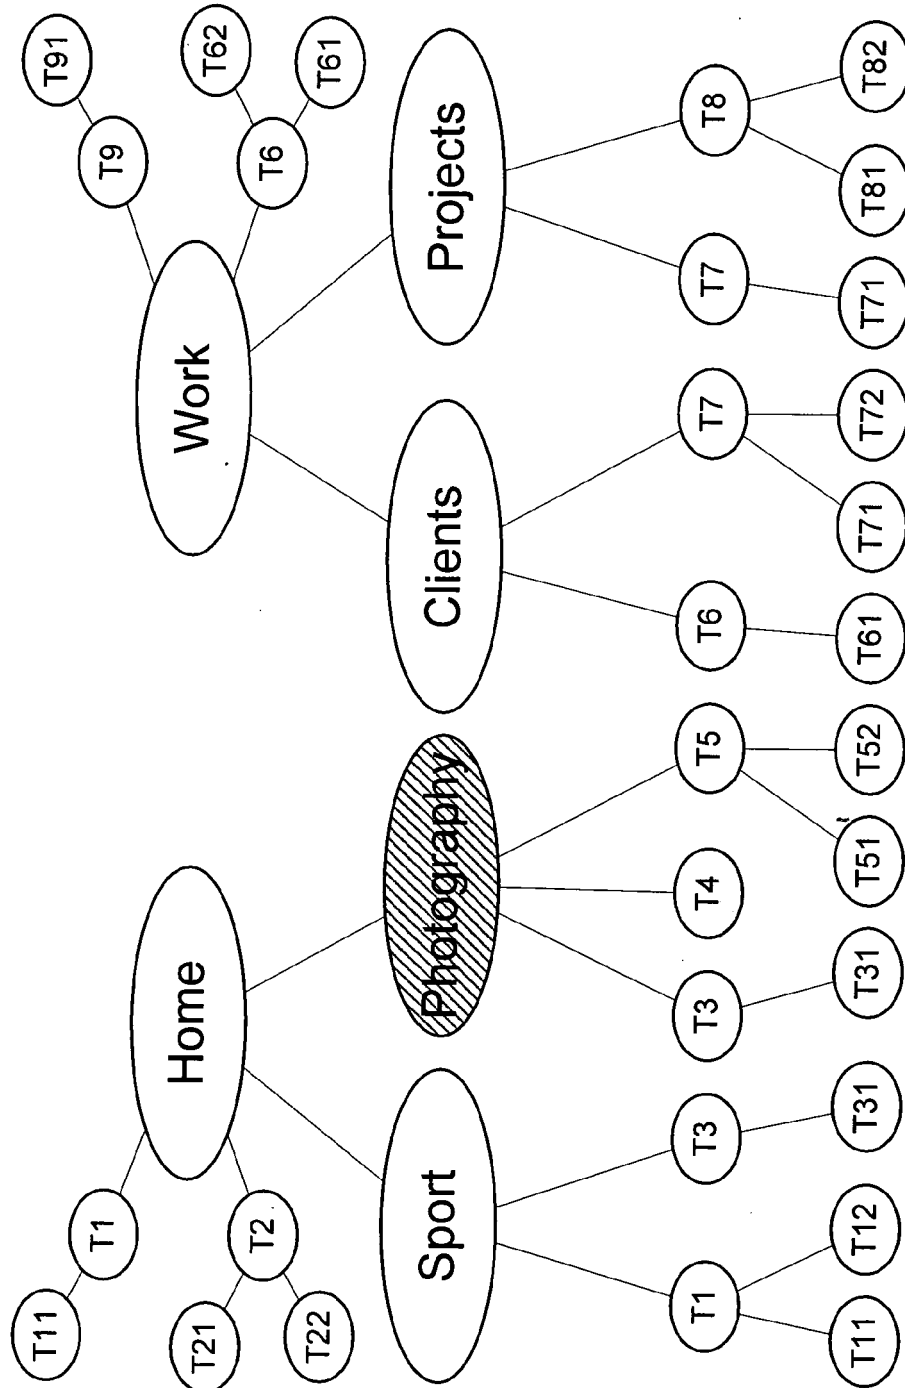 T11
T1
T21
T2
T22
Home
Work
T9
T91
T62
T6
T61
Sport
Photography
Clients
Projects
T1
T3
T3
T4
T5
T6
T7
T7
T8
T11
T12
T31
T31
T51
T52
T61
T71
T72
T71
T81
T82